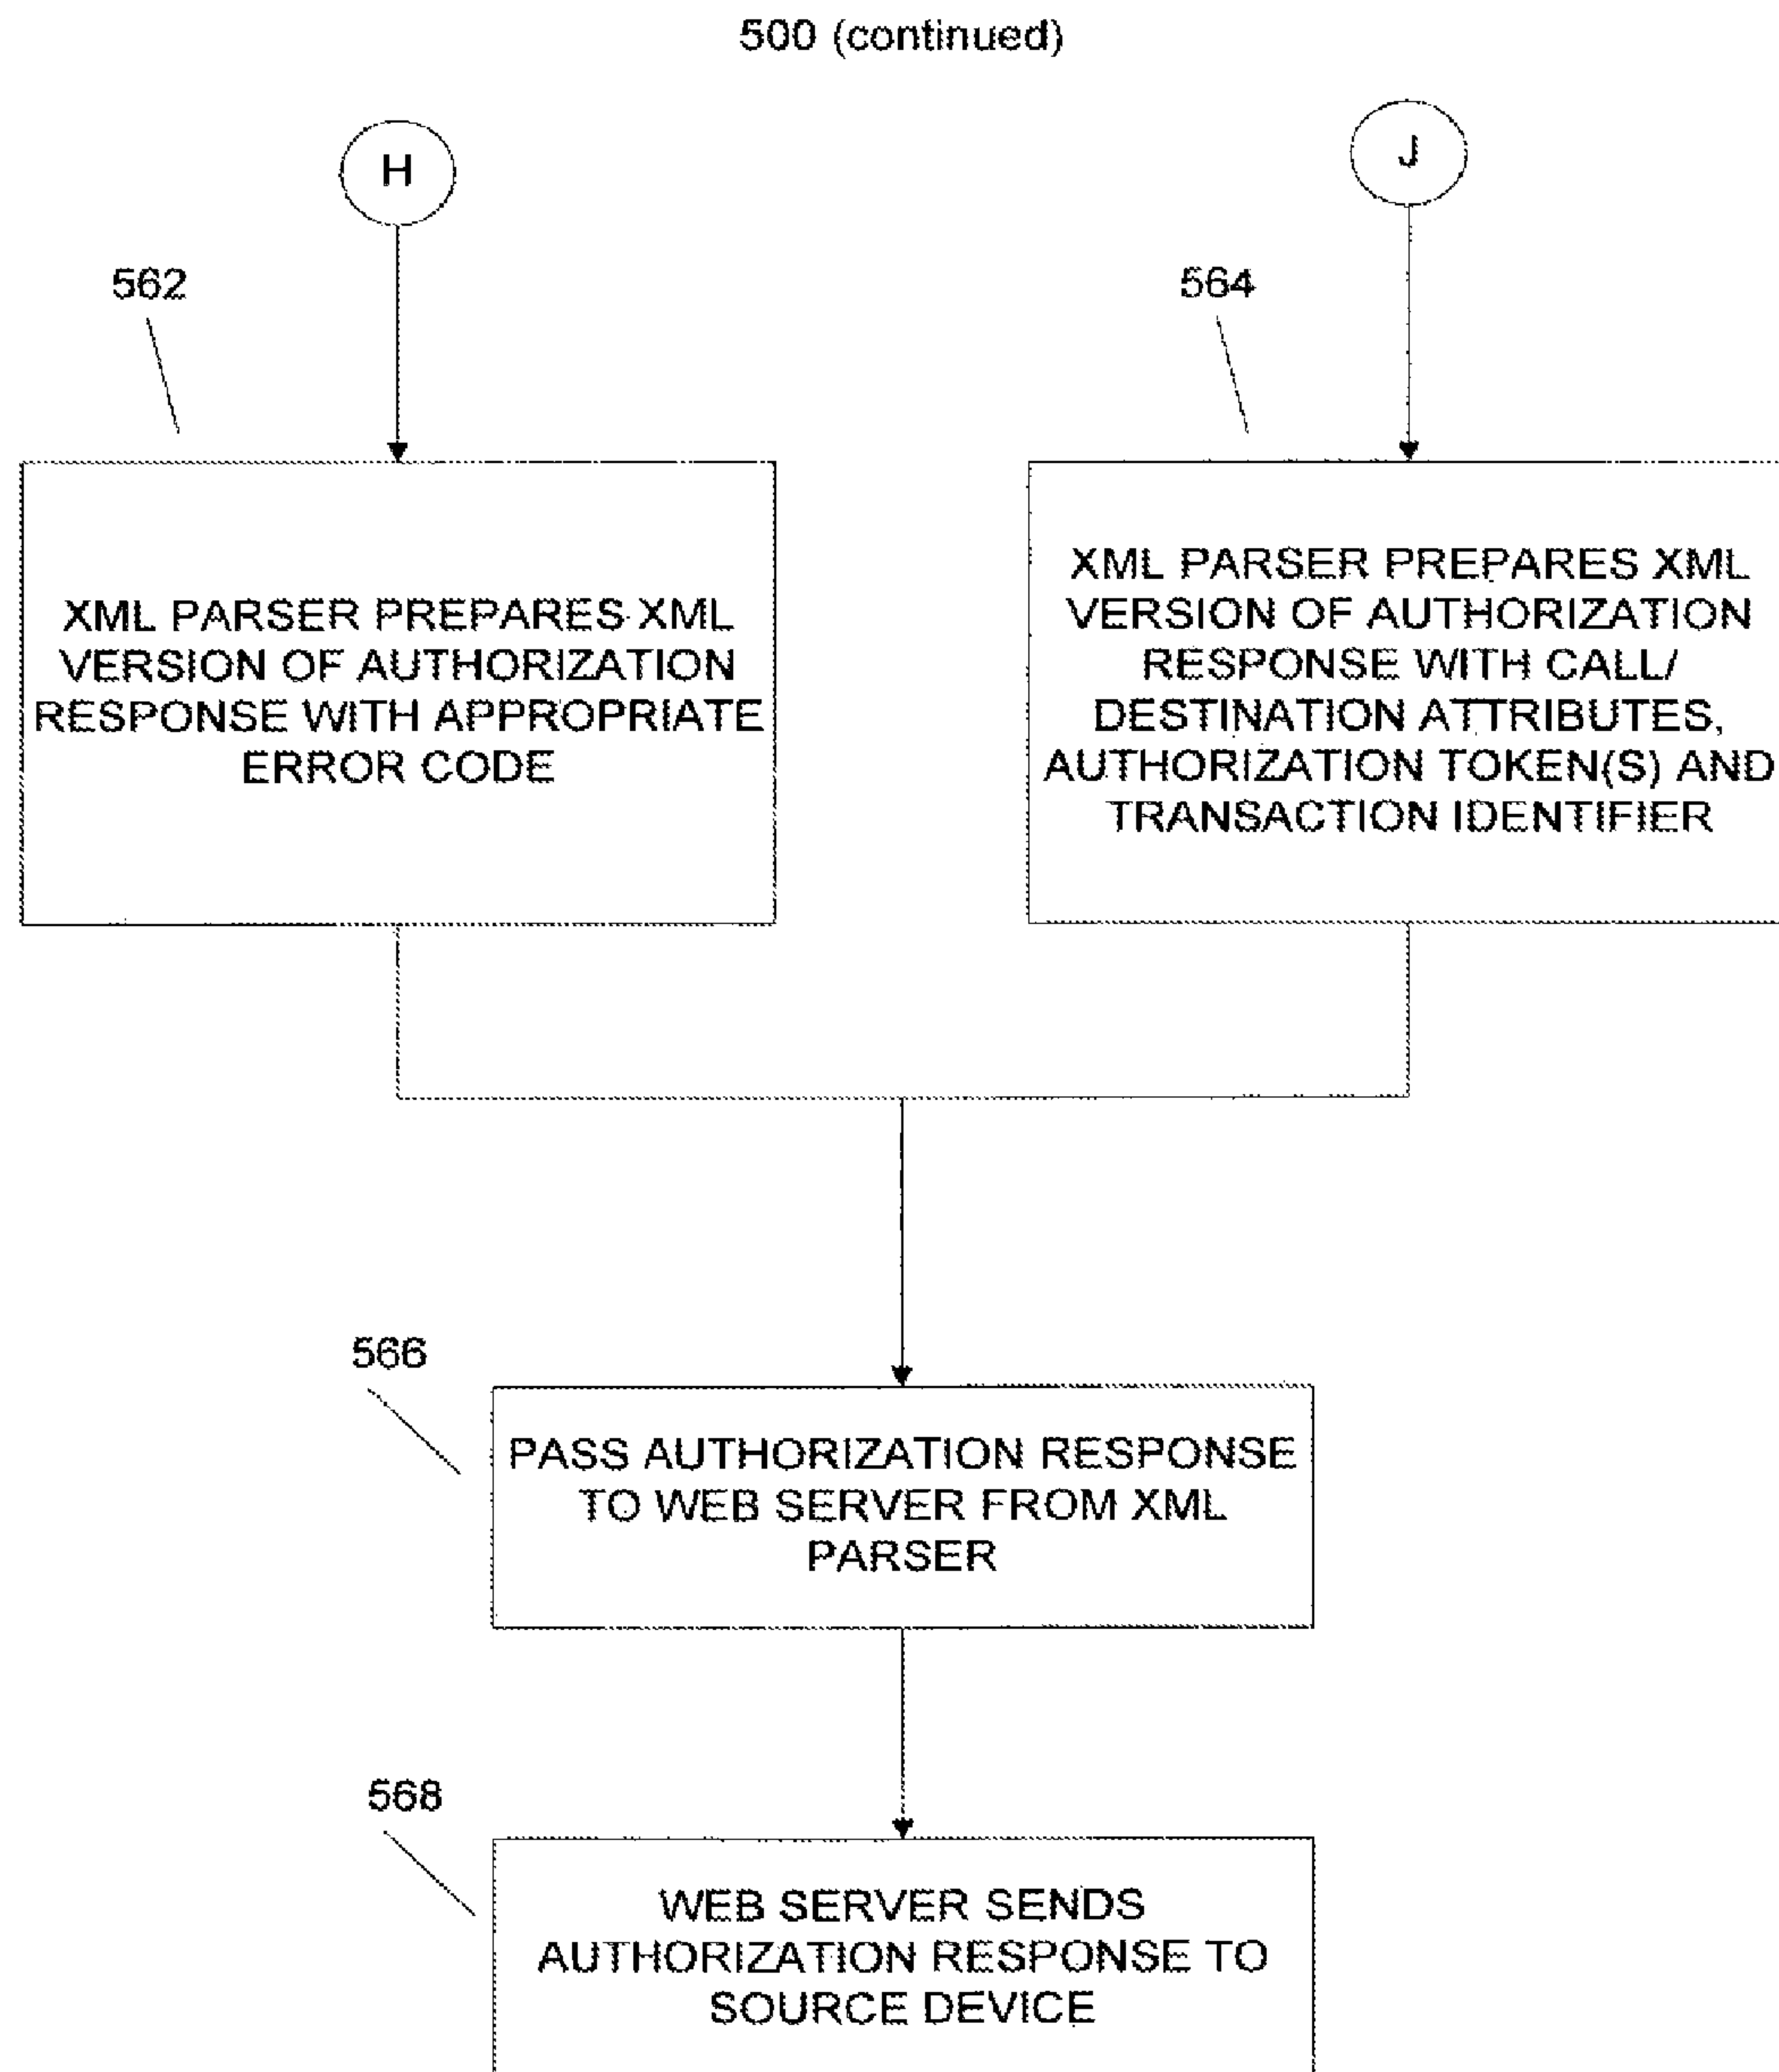 500 (continued)
H
J
562
564
XML PARSER PREPARES XML
VERSION OF AUTHORIZATION
RESPONSE WITH APPROPRIATE
ERROR CODE
XML PARSER PREPARES XML
VERSION OF AUTHORIZATION
RESPONSE WITH CALL/
DESTINATION ATTRIBUTES,
AUTHORIZATION TOKEN(S) AND
TRANSACTION IDENTIFIER
566
PASS AUTHORIZATION RESPONSE
TO WEB SERVER FROM XML
PARSER
568
WEB SERVER SENDS
AUTHORIZATION RESPONSE TO
SOURCE DEVICE